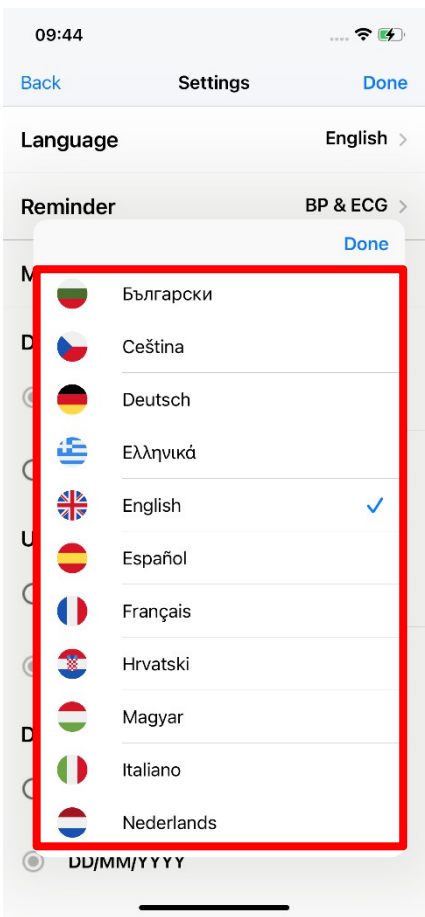 09:44
Back Settings Done
Language English
Reminder BP & ECG
Done
Български
Ceština
Deutsch
Ελληνικά
English
Español
Français
Hrvatski
Magyar
Italiano
Nederlands
DD/MM/YYYY